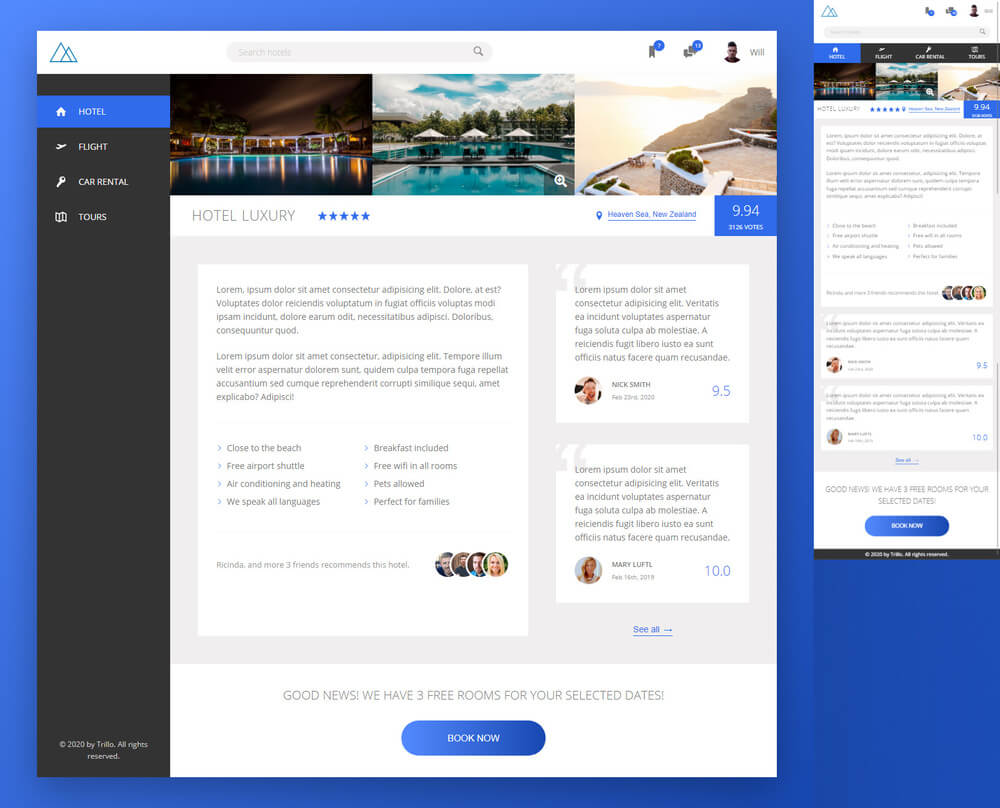 Search hotels
7
13
Will
HOTEL
FLIGHT
CAR RENTAL
TOURS
HOTEL LUXURY
Heaven Sea, New Zealand
9.94
3126 VOTES
Lorem, ipsum dolor sit amet consectetur adipisicing elit. Dolore, at est?
Voluptates dolor reiciendis voluptatum in fugiat officiis voluptas modi
ipsam incidunt, dolore earum odit, necessitatibus adipisci. Doloribus,
consequuntur quod.
Lorem ipsum dolor sit amet consectetur, adipisicing elit. Tempore illum
velit error aspernatur dolorem sunt, quidem culpa tempora fuga repellat
accusantium sed cumque reprehenderit corrupti similique sequi, amet
explicabo? Adipisci!
Close to the beach
Breakfast included
Free airport shuttle
Free wifi in all rooms
Air conditioning and heating
Pets allowed
We speak all languages
Perfect for families
Ricinda, and more 3 friends recommends this hotel.
Lorem ipsum dolor sit amet
consectetur adipisicing elit. Veritatis
ea incidunt voluptates aspernatur
fuga soluta culpa ab molestiae. A
reiciendis fugit libero iusto ea sunt
officiis natus facere quam recusandae.
NICK SMITH
Feb 23rd, 2020
9.5
Lorem ipsum dolor sit amet
consectetur adipisicing elit. Veritatis
ea incidunt voluptates aspernatur
fuga soluta culpa ab molestiae. A
reiciendis fugit libero iusto ea sunt
officiis natus facere quam recusandae.
MARY LUFTL
Feb 16th, 2019
10.0
See all →
GOOD NEWS! WE HAVE 3 FREE ROOMS FOR YOUR SELECTED DATES!
BOOK NOW
© 2020 by Trillo. All rights
reserved.
Search hotels
Will
HOTEL
FLIGHT
CAR RENTAL
TOURS
HOTEL LUXURY
Heaven Sea, New Zealand
9.94
3126 VOTES
Lorem, ipsum dolor sit amet consectetur adipisicing elit. Dolore, at
est? Voluptates dolor reiciendis voluptatum in fugiat officiis voluptas
modi ipsam incidunt, dolore earum odit, necessitatibus adipisci.
Doloribus, consequuntur quod.
Lorem ipsum dolor sit amet consectetur, adipisicing elit. Tempore
illum velit error aspernatur dolorem sunt, quidem culpa tempora
fuga repellat accusantium sed cumque reprehenderit corrupti
similique sequi, amet explicabo? Adipisci!
Close to the beach
Breakfast included
Free airport shuttle
Free wifi in all rooms
Air conditioning and heating
Pets allowed
We speak all languages
Perfect for families
Ricinda, and more 3 friends recommends this hotel.
Lorem ipsum dolor sit amet consectetur adipisicing elit. Veritatis ea
incidunt voluptates aspernatur fuga soluta culpa ab molestiae. A
reiciendis fugit libero iusto ea sunt officiis natus facere quam
recusandae.
NICK SMITH
Feb 23rd, 2020
9.5
Lorem ipsum dolor sit amet consectetur adipisicing elit. Veritatis ea
incidunt voluptates aspernatur fuga soluta culpa ab molestiae. A
reiciendis fugit libero iusto ea sunt officiis natus facere quam
recusandae.
MARY LUFTL
Feb 16th, 2019
10.0
See all →
GOOD NEWS! WE HAVE 3 FREE ROOMS FOR YOUR
SELECTED DATES!
BOOK NOW
© 2020 by Trillo. All rights reserved.